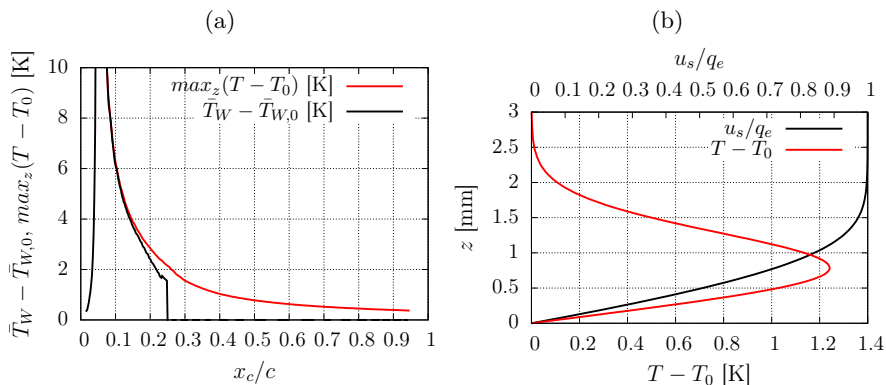 (a)
10
8
6
4
2
0
0 0.1 0.2 0.3 0.4 0.5 0.6 0.7 0.8 0.9 1
T̄_W − T̄_{W,0}, max_z(T − T_0) [K]
x_c/c
max_z(T − T_0) [K]
T̄_W − T̄_{W,0} [K]
(b)
u_s/q_e
0 0.1 0.2 0.3 0.4 0.5 0.6 0.7 0.8 0.9 1
3
2.5
2
1.5
1
0.5
0
z [mm]
u_s/q_e
T − T_0
0 0.2 0.4 0.6 0.8 1 1.2 1.4
T − T_0 [K]